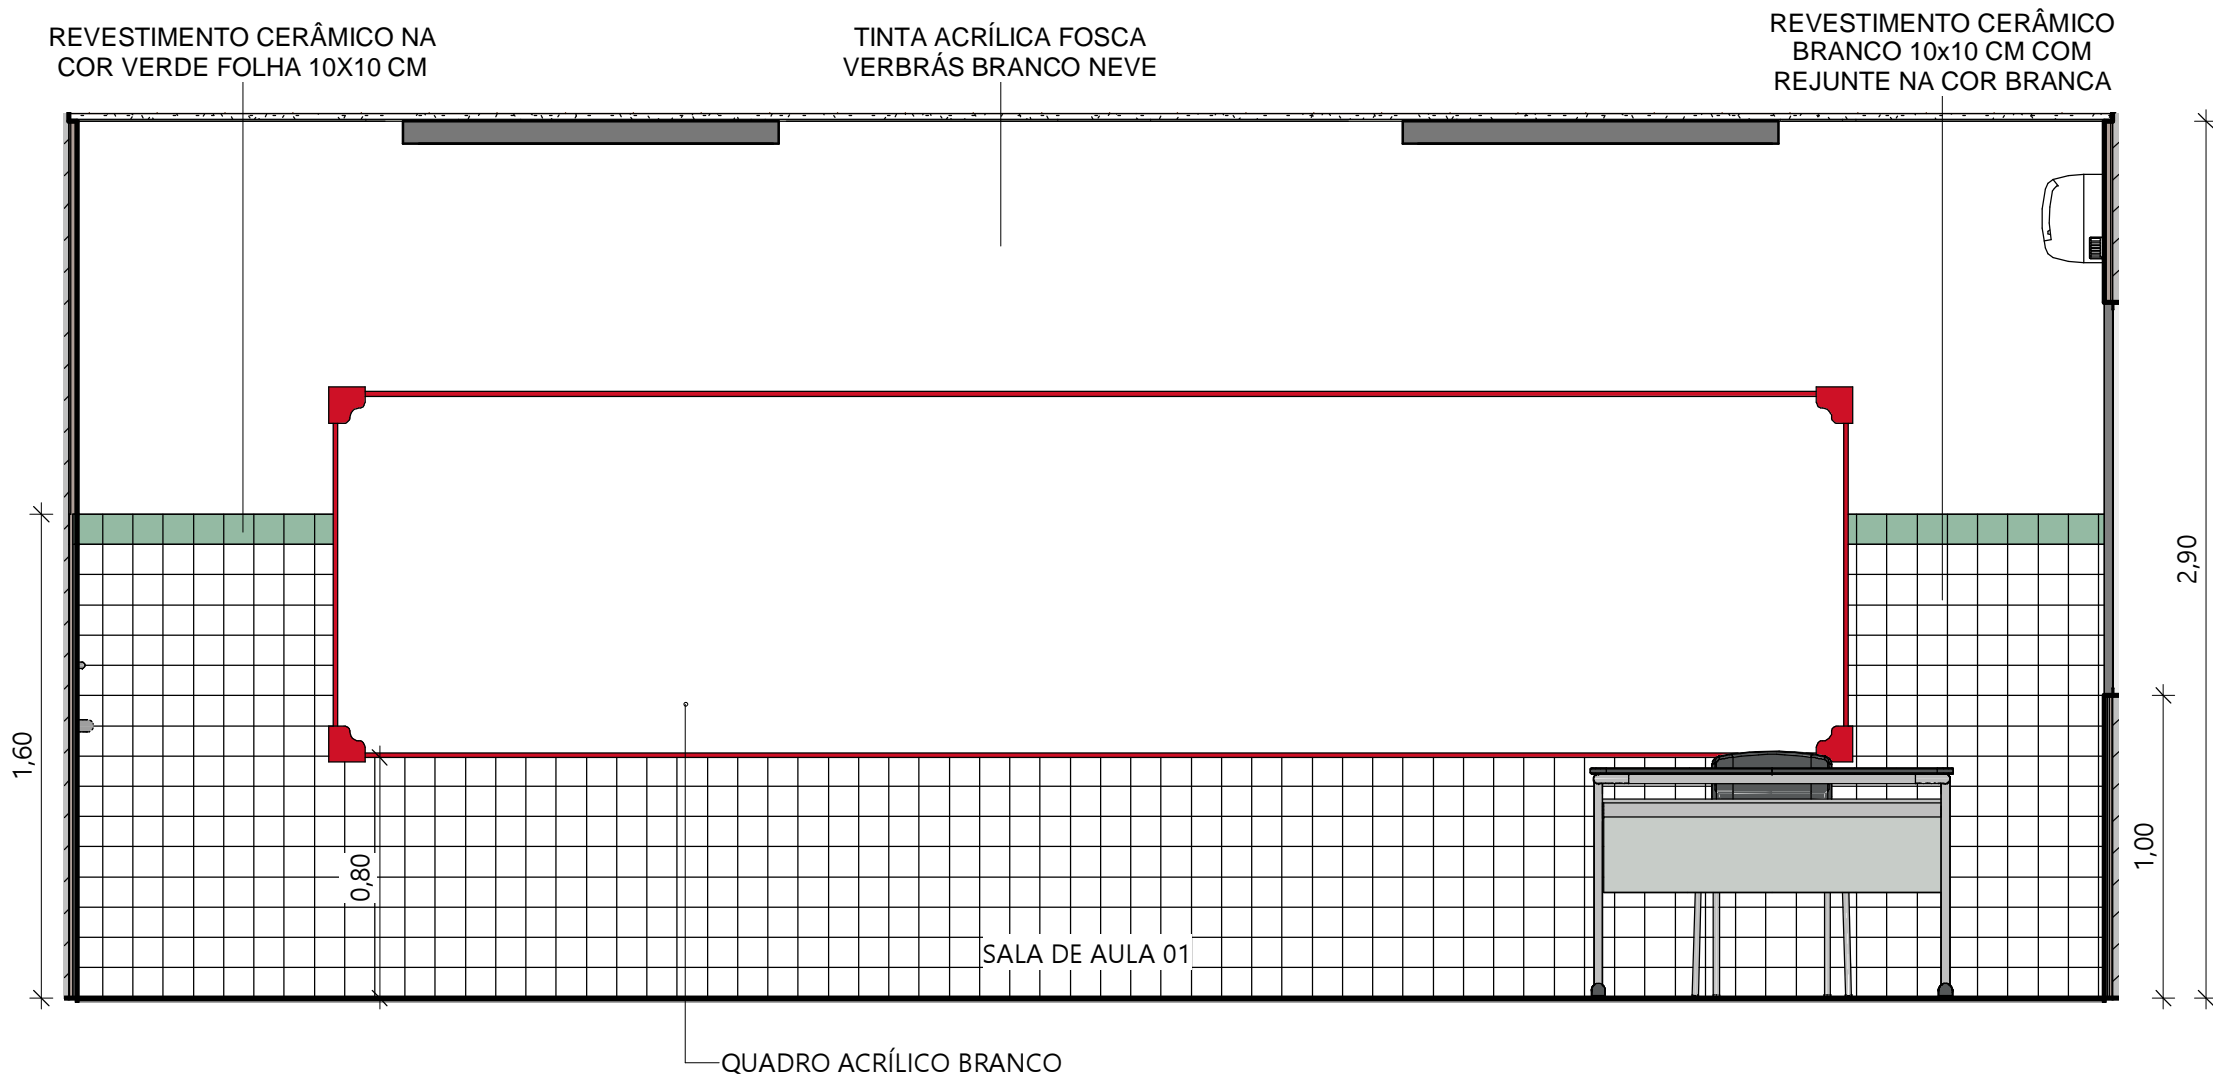 REVESTIMENTO CERÂMICO NA
COR VERDE FOLHA 10X10 CM
TINTA ACRÍLICA FOSCA
VERBRÁS BRANCO NEVE
REVESTIMENTO CERÂMICO
BRANCO 10x10 CM COM
REJUNTE NA COR BRANCA
2,90
1,60
1,00
0,80
SALA DE AULA 01
QUADRO ACRÍLICO BRANCO